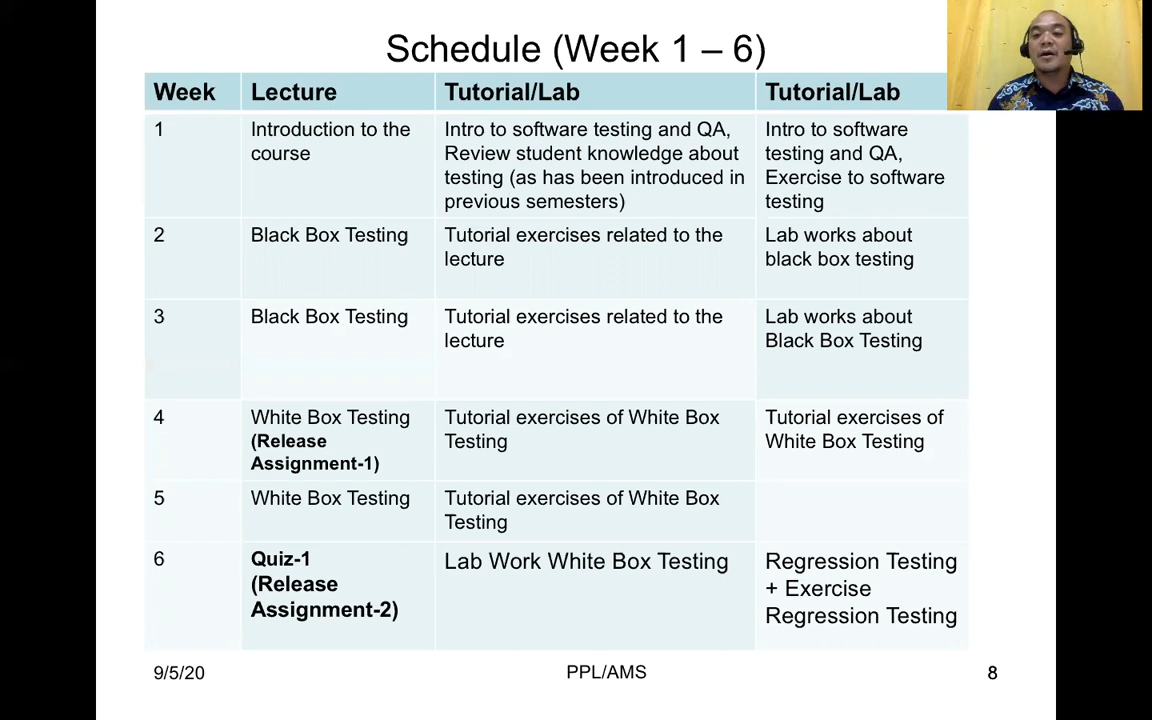 Schedule (Week 1 – 6)
Week
Lecture
Tutorial/Lab
Tutorial/Lab
1
Introduction to the
course
Intro to software testing and QA,
Review student knowledge about
testing (as has been introduced in
previous semesters)
Intro to software
testing and QA,
Exercise to software
testing
2
Black Box Testing
Tutorial exercises related to the
lecture
Lab works about
black box testing
3
Black Box Testing
Tutorial exercises related to the
lecture
Lab works about
Black Box Testing
4
White Box Testing
(Release
Assignment-1)
Tutorial exercises of White Box
Testing
Tutorial exercises of
White Box Testing
5
White Box Testing
Tutorial exercises of White Box
Testing
6
Quiz-1
(Release
Assignment-2)
Lab Work White Box Testing
Regression Testing
+ Exercise
Regression Testing
9/5/20
PPL/AMS
8